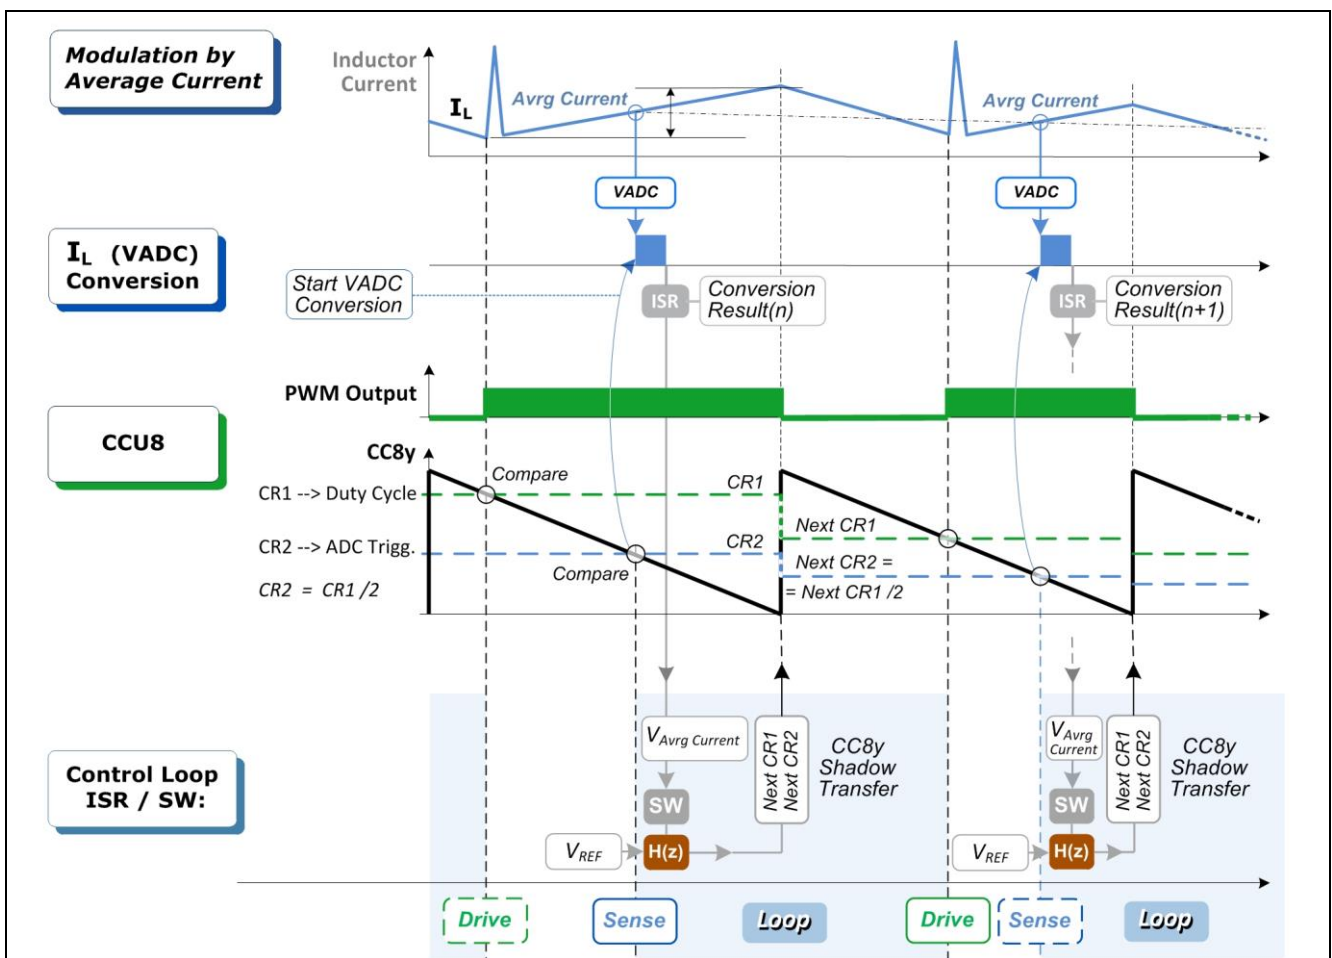 Modulation by
Average Current
Inductor
Current
IL
Avrg Current
Avrg Current
VADC
VADC
IL (VADC)
Conversion
Start VADC
Conversion
ISR
Conversion
Result(n)
ISR
Conversion
Result(n+1)
PWM Output
CCU8
CC8y
Compare
CR1 --> Duty Cycle
CR1
Next CR1
CR2 --> ADC Trigg.
CR2
Compare
Next CR2 =
CR2 = CR1 /2
= Next CR1 /2
Control Loop
ISR / SW:
VAvrg Current
Next CR1
Next CR2
CC8y
Shadow
Transfer
SW
VREF
H(z)
VAvrg
Current
Next CR1
Next CR2
CC8y
Shadow
Transfer
SW
VREF
H(z)
Drive
Sense
Loop
Drive
Sense
Loop